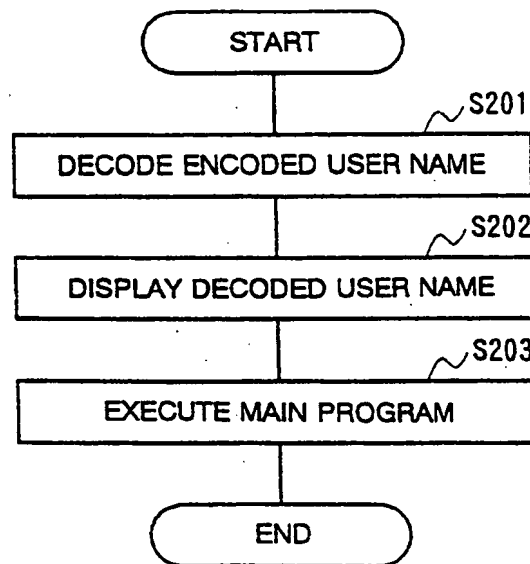 START
S201
DECODE ENCODED USER NAME
S202
DISPLAY DECODED USER NAME
S203
EXECUTE MAIN PROGRAM
END